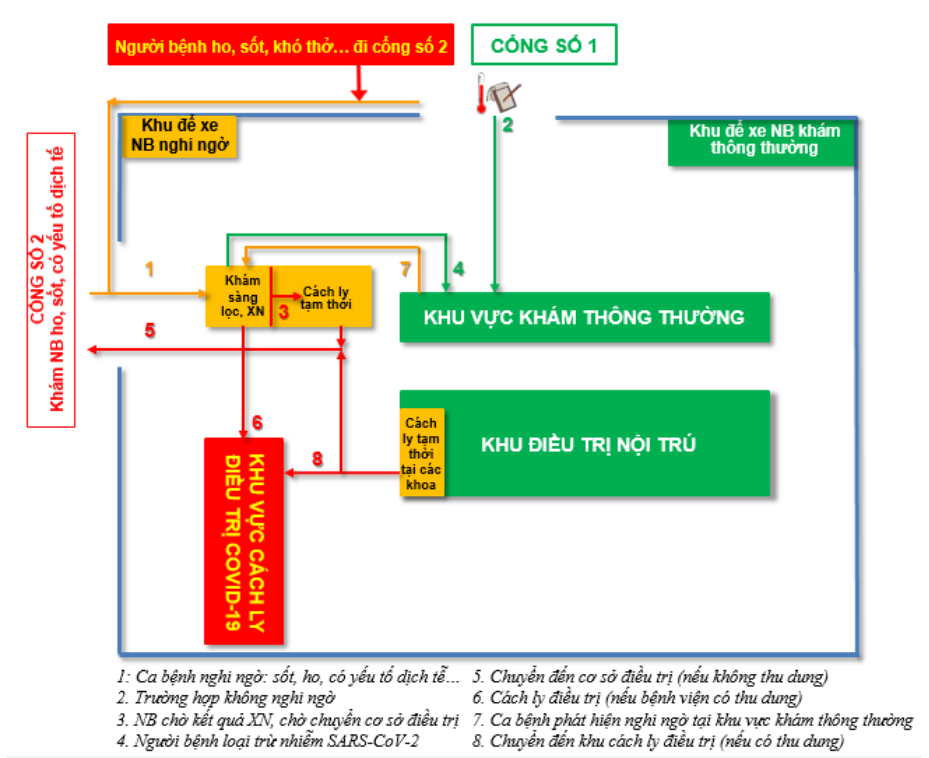 Người bệnh ho, sốt, khó thở... đi cổng số 2
CỔNG SỐ 1
2
Khu để xe
NB nghi ngờ
Khu để xe NB khám
thông thường
CỔNG SỐ 2
Khám NB ho, sốt, có yếu tố dịch tễ
1
7
4
Khám
sàng
lọc, XN
Cách ly
tạm thời
3
KHU VỰC KHÁM THÔNG THƯỜNG
5
6
8
Cách
ly tạm
thời
tại các
khoa
KHU ĐIỀU TRỊ NỘI TRÚ
KHU VỰC CÁCH LY
ĐIỀU TRỊ COVID-19
1: Ca bệnh nghi ngờ: sốt, ho, có yếu tố dịch tễ...
2. Trường hợp không nghi ngờ
3. NB chờ kết quả XN, chờ chuyển cơ sở điều trị
4. Người bệnh loại trừ nhiễm SARS-CoV-2
5. Chuyển đến cơ sở điều trị (nếu không thu dung)
6. Cách ly điều trị (nếu bệnh viện có thu dung)
7. Ca bệnh phát hiện nghi ngờ tại khu vực khám thông thường
8. Chuyển đến khu cách ly điều trị (nếu có thu dung)